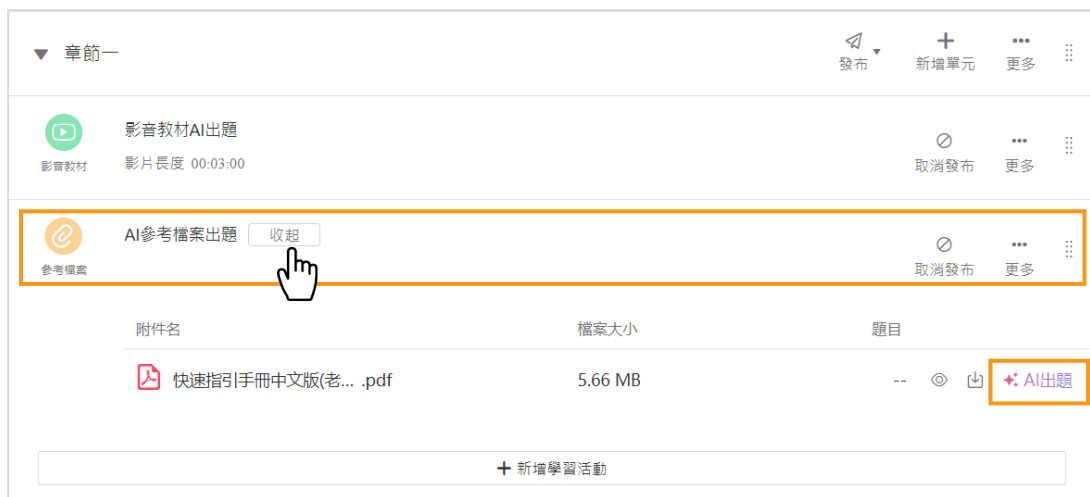 章節一
發布
新增單元
更多
影音教材AI出題
影音教材
影片長度 00:03:00
取消發布
更多
AI參考檔案出題
收起
參考檔案
取消發布
更多
附件名
檔案大小
題目
快速指引手冊中文版(老... .pdf
5.66 MB
--
AI出題
新增學習活動